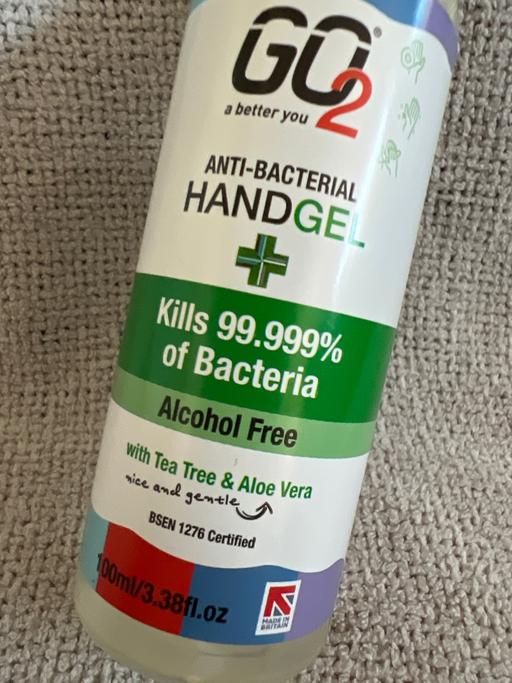 GO2®
a better you
ANTI-BACTERIAL
HANDGEL
Kills 99.999%
of Bacteria
Alcohol Free
with Tea Tree & Aloe Vera
nice and gentle
BSEN 1276 Certified
100ml/3.38fl.oz
MADE IN
BRITAIN